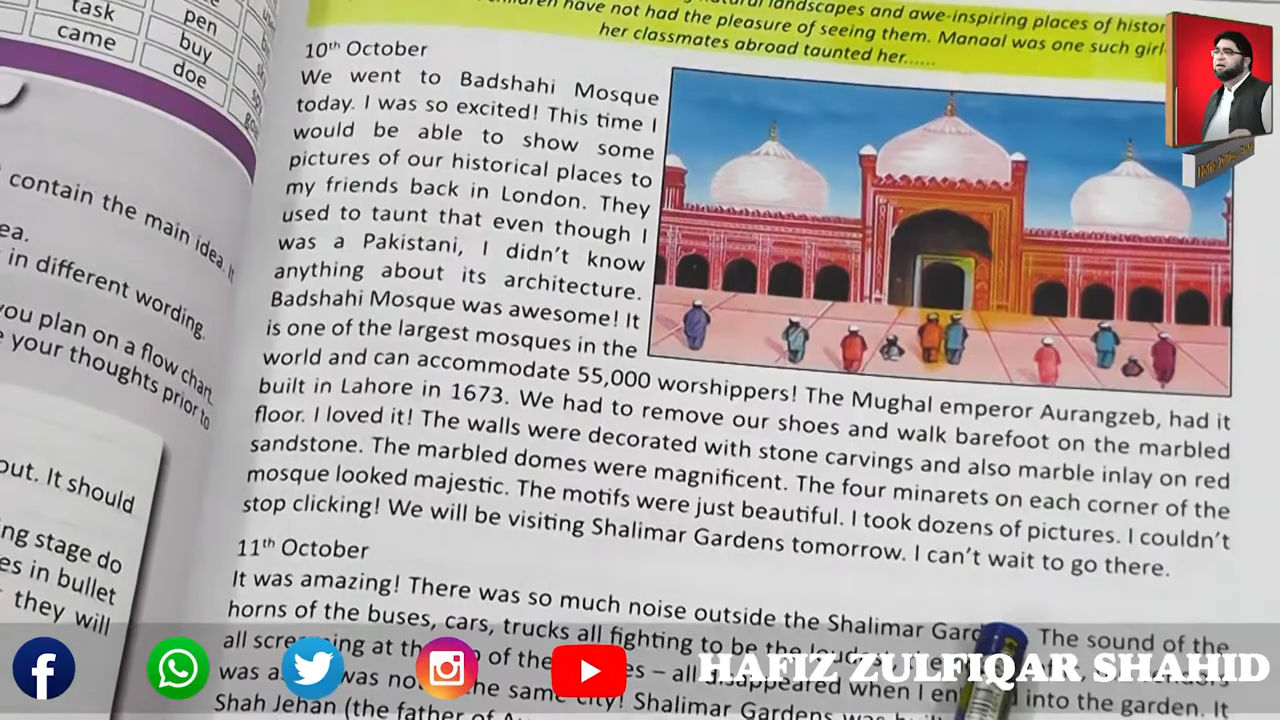 task
came
pen
buy
doe
contain the main idea. It
ea.
in different wording.
you plan on a flow chart
your thoughts prior to
out. It should
ing stage do
es in bullet
they will
landscapes and awe-inspiring places of histor
have not had the pleasure of seeing them. Manaal was one such girl
her classmates abroad taunted her......
10th October
We went to Badshahi Mosque
today. I was so excited! This time I
would be able to show some
pictures of our historical places to
my friends back in London. They
used to taunt that even though I
was a Pakistani, I didn't know
anything about its architecture.
Badshahi Mosque was awesome! It
is one of the largest mosques in the
world and can accommodate 55,000 worshippers! The Mughal emperor Aurangzeb, had it
built in Lahore in 1673. We had to remove our shoes and walk barefoot on the marbled
floor. I loved it! The walls were decorated with stone carvings and also marble inlay on red
sandstone. The marbled domes were magnificent. The four minarets on each corner of the
mosque looked majestic. The motifs were just beautiful. I took dozens of pictures. I couldn't
stop clicking! We will be visiting Shalimar Gardens tomorrow. I can't wait to go there.
11th October
It was amazing! There was so much noise outside the Shalimar Gard The sound of the
horns of the buses, cars, trucks all fighting to be the
all at of the – all disappeared when I en into the garden. It
was the same city! Shalimar Gardens was
Shah Jehan (the father of
HAFIZ ZULFIQAR SHAHID